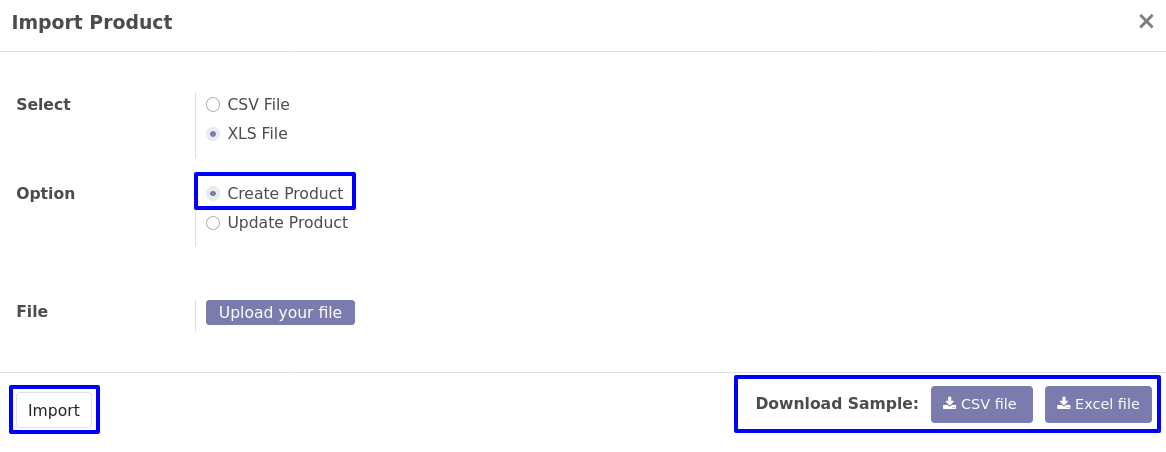 Import Product ×
Select
CSV File
XLS File
Option
Create Product
Update Product
File
Upload your file
Import
Download Sample: CSV file Excel file